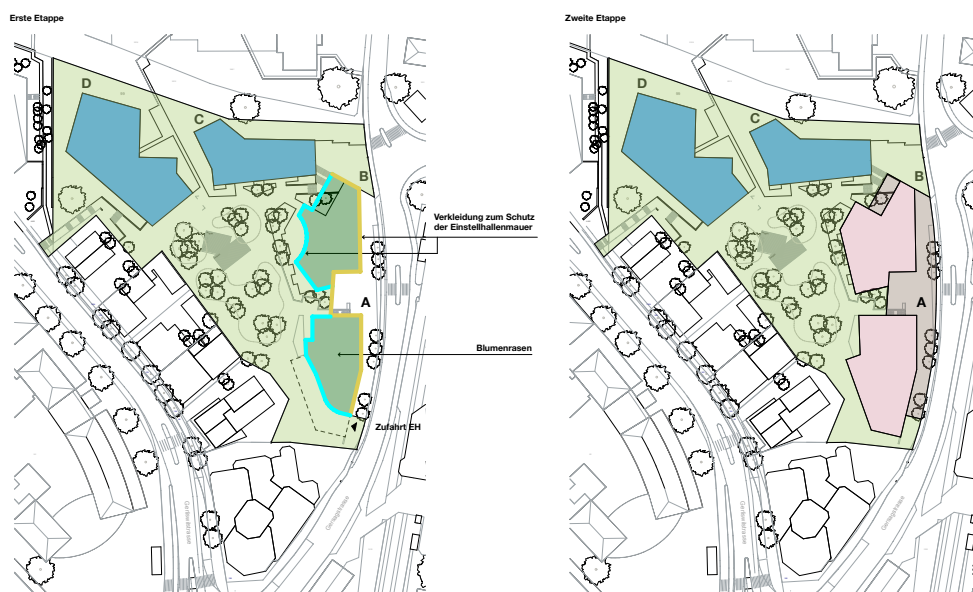 Erste Etappe
Zweite Etappe
D
C
B
Verkleidung zum Schutz
der Einstellhallenmauer
A
Blumenrasen
Zufahrt EH
D
C
B
A